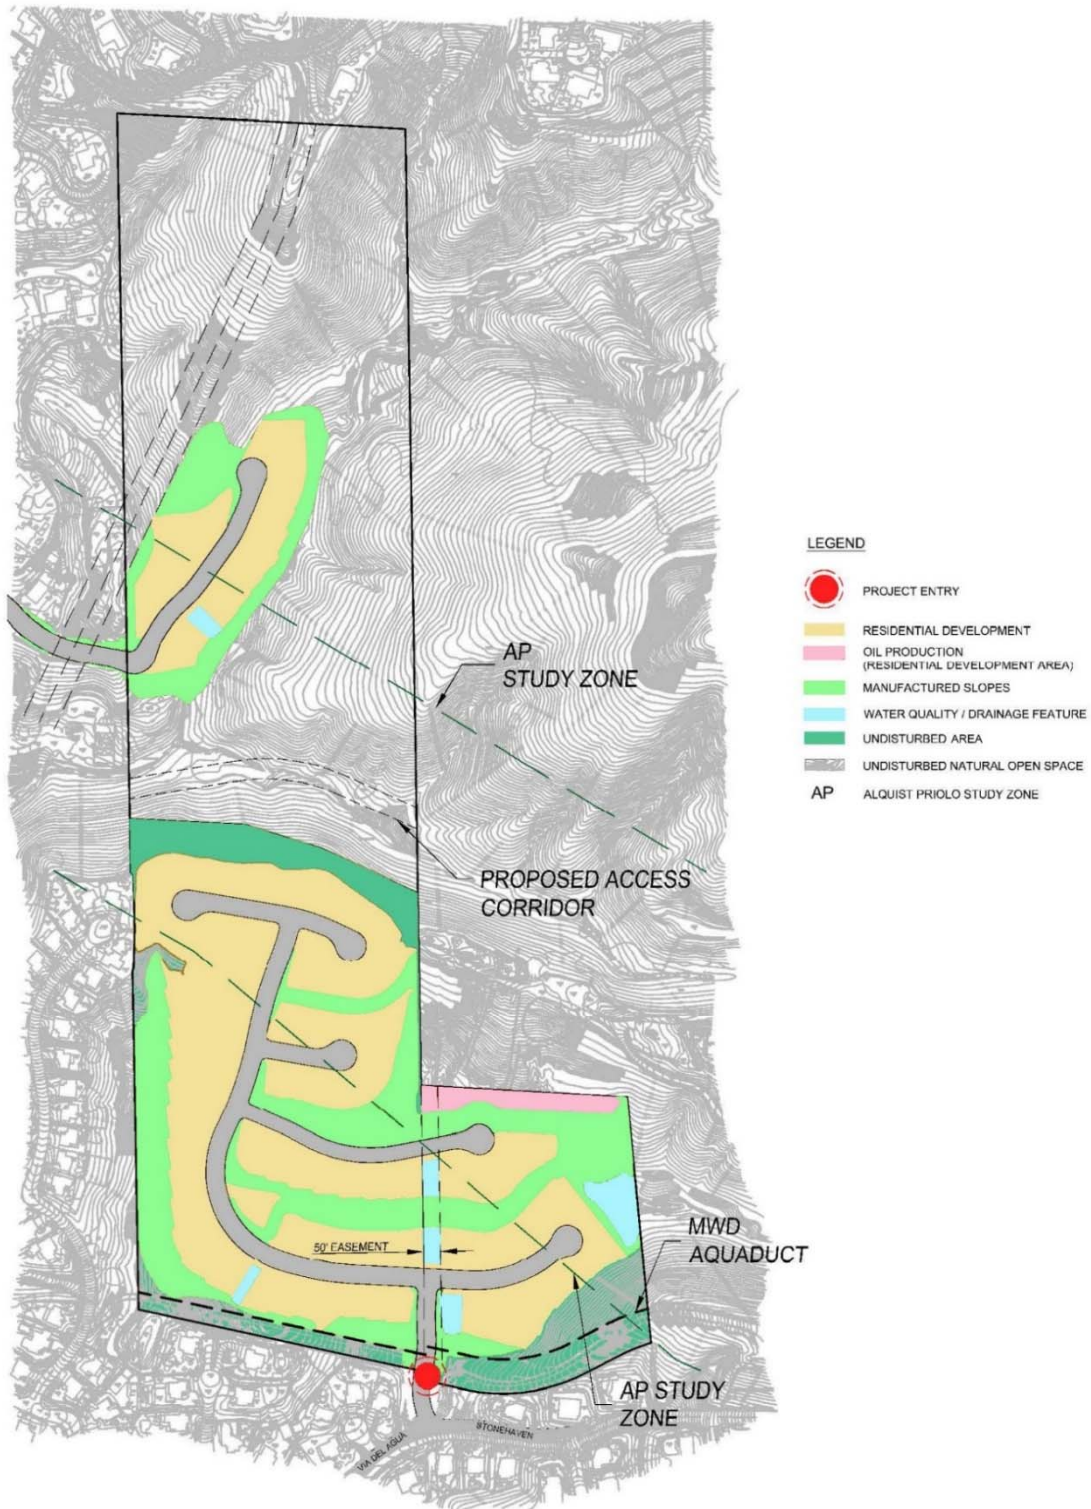 LEGEND
PROJECT ENTRY
RESIDENTIAL DEVELOPMENT
OIL PRODUCTION
(RESIDENTIAL DEVELOPMENT AREA)
MANUFACTURED SLOPES
WATER QUALITY / DRAINAGE FEATURE
UNDISTURBED AREA
UNDISTURBED NATURAL OPEN SPACE
AP ALQUIST PRIOLO STUDY ZONE
AP
STUDY ZONE
PROPOSED ACCESS
CORRIDOR
MWD
AQUADUCT
50' EASEMENT
AP STUDY
ZONE
STONEHAVEN
VIA DEL AGUA